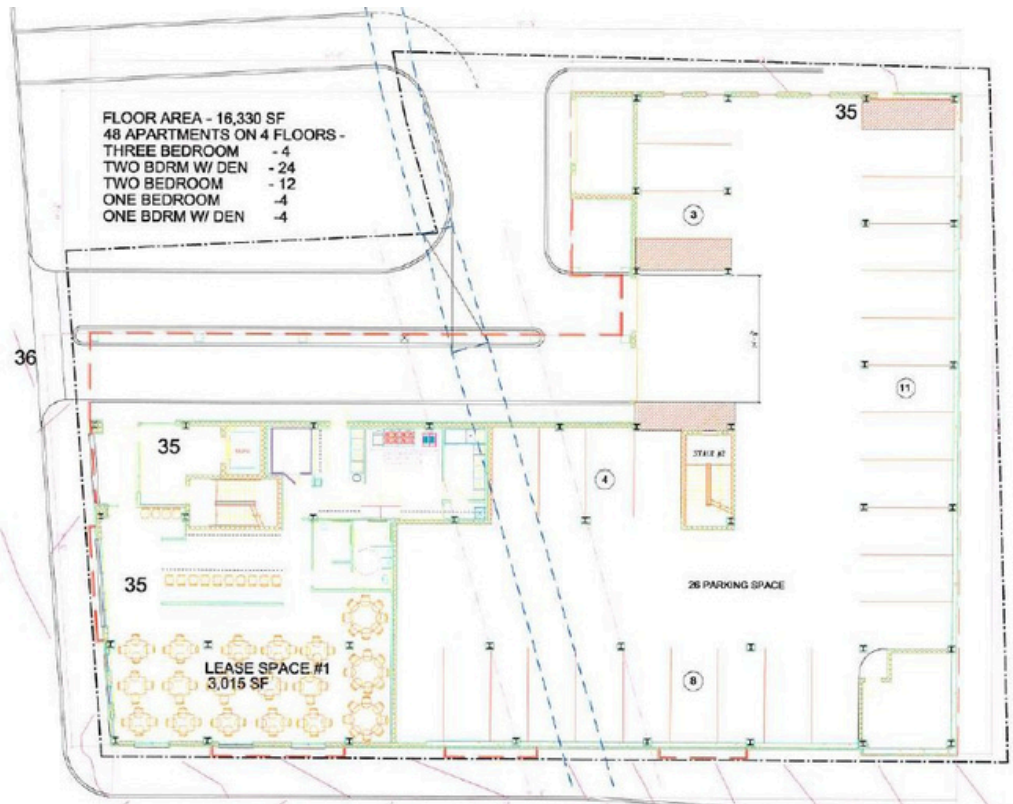 FLOOR AREA - 16,330 SF
48 APARTMENTS ON 4 FLOORS -
THREE BEDROOM - 4
TWO BDRM W/ DEN - 24
TWO BEDROOM - 12
ONE BEDROOM -4
ONE BDRM W/ DEN -4
35
3
36
11
35
STAIR #2
4
35
26 PARKING SPACE
LEASE SPACE #1
3,015 SF
8